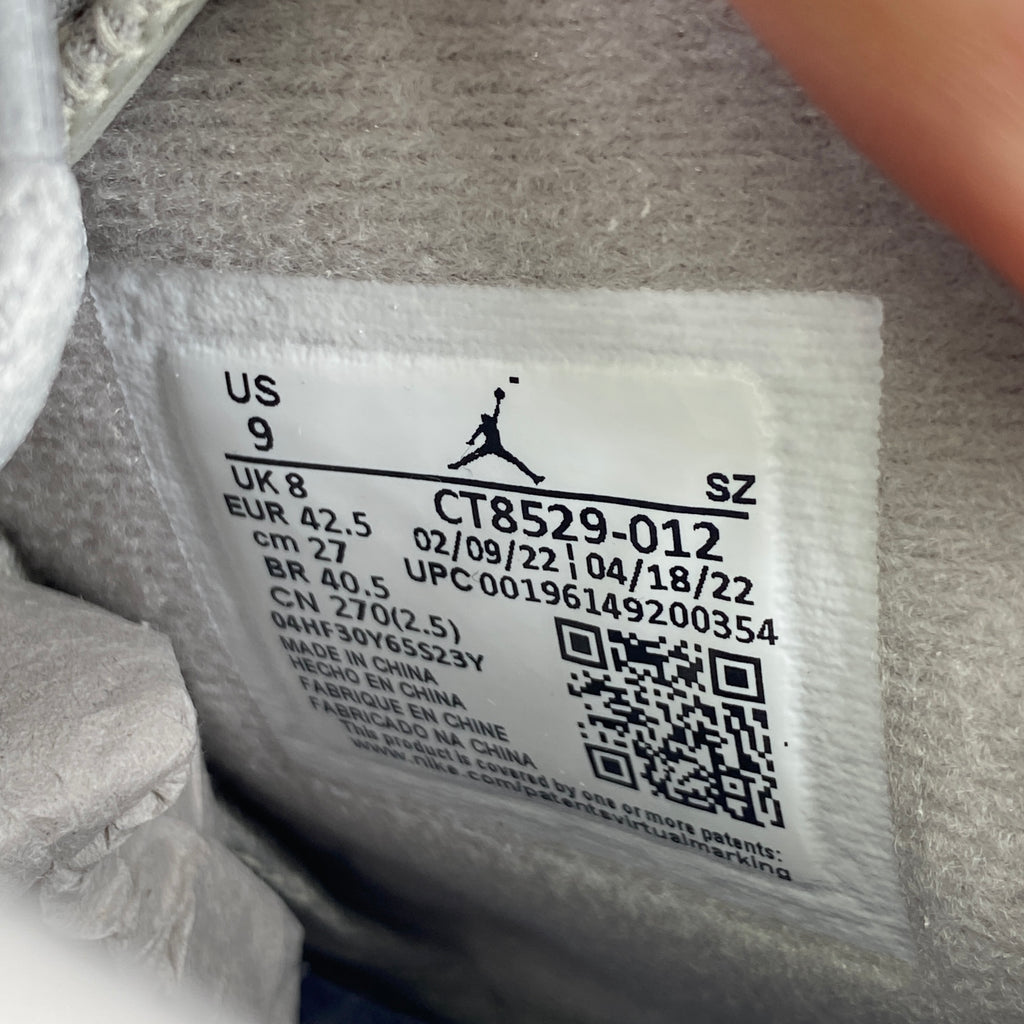 US
9
SZ
UK 8
EUR 42.5
cm 27
BR 40.5
CN 270(2.5)
04HF30Y65S23Y
CT8529-012
02/09/22 ¦ 04/18/22
UPC 00196149200354
MADE IN CHINA
HECHO EN CHINA
FABRIQUE EN CHINE
FABRICADO NA CHINA
This product is covered by one or more patents:
www.nike.com/patentsvirtualmarking